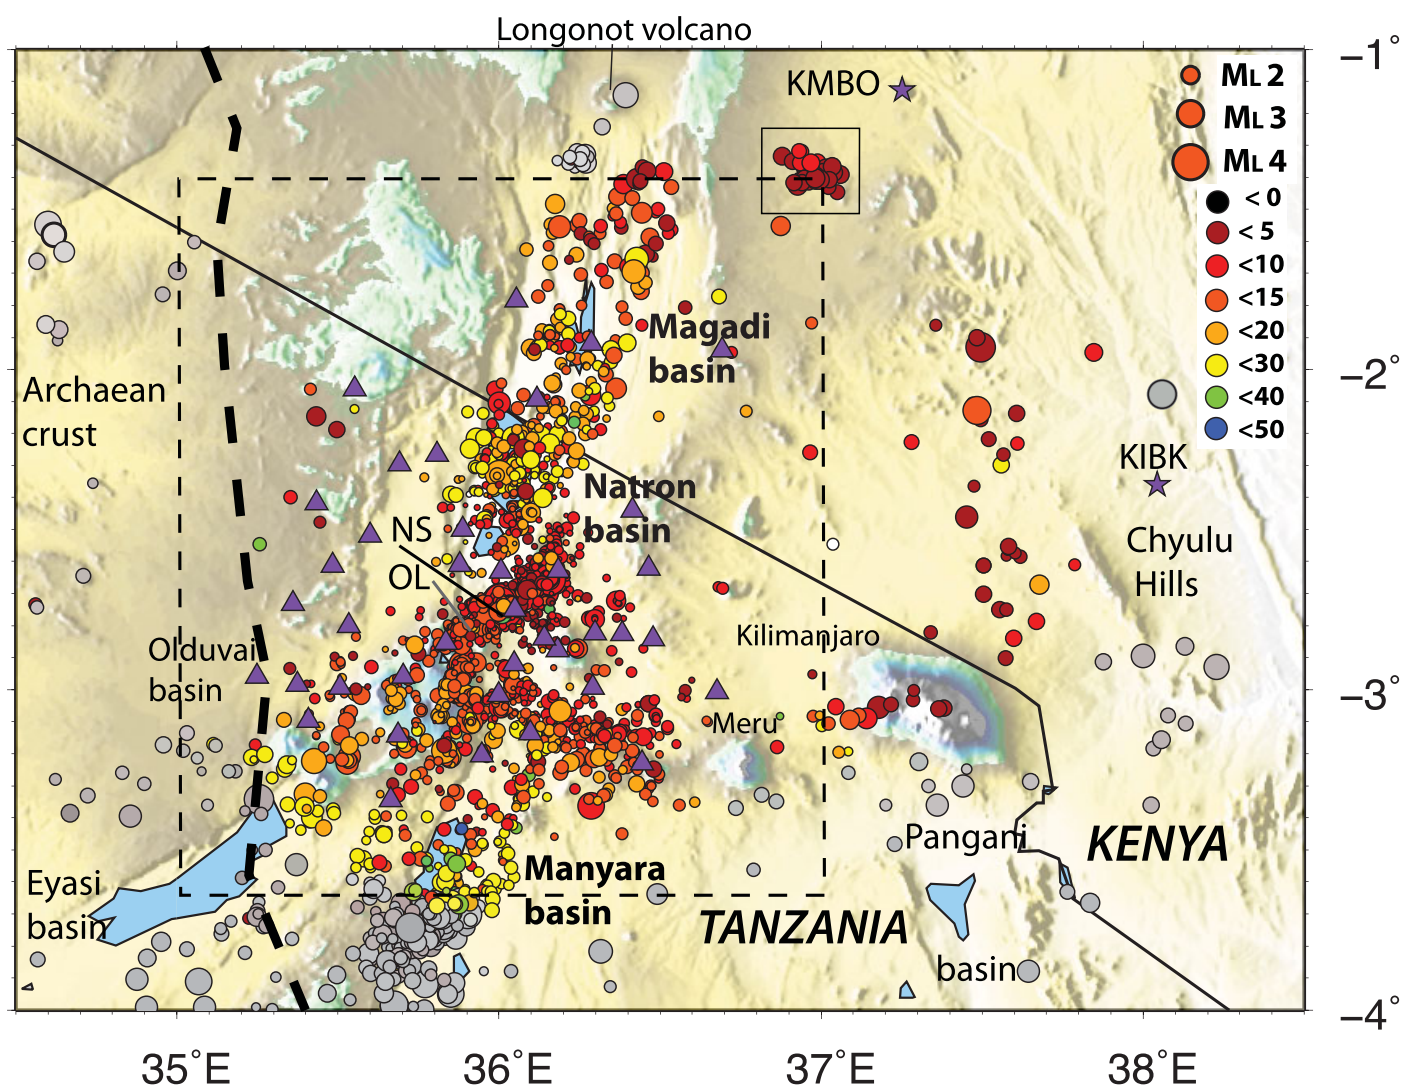 Longonot volcano
−1°
KMBO
ML 2
ML 3
ML 4
< 0
< 5
<10
<15
<20
<30
<40
<50
Magadi
basin
−2°
Archaean
crust
KIBK
Natron
basin
NS
OL
Chyulu
Hills
Kilimanjaro
Olduvai
basin
−3°
Meru
Pangani
KENYA
Eyasi
basin
Manyara
basin
TANZANIA
basin
−4°
35°E
36°E
37°E
38°E